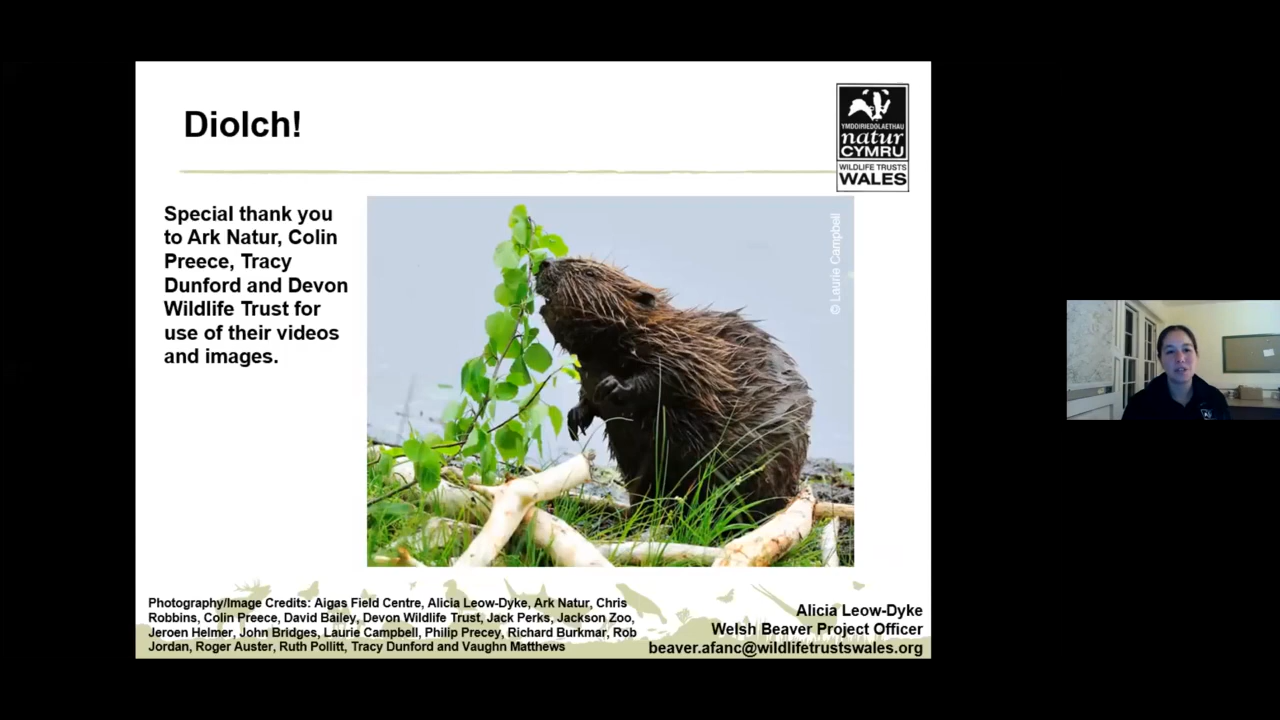 Diolch!
YMDDIRIEDOLAETHAU
natur
CYMRU
WILDLIFE TRUSTS
WALES
Special thank you
to Ark Natur, Colin
Preece, Tracy
Dunford and Devon
Wildlife Trust for
use of their videos
and images.
© Laurie Campbell
Photography/Image Credits: Aigas Field Centre, Alicia Leow-Dyke, Ark Natur, Chris
Robbins, Colin Preece, David Bailey, Devon Wildlife Trust, Jack Perks, Jackson Zoo,
Jeroen Helmer, John Bridges, Laurie Campbell, Philip Precey, Richard Burkmar, Rob
Jordan, Roger Auster, Ruth Pollitt, Tracy Dunford and Vaughn Matthews
Alicia Leow-Dyke
Welsh Beaver Project Officer
beaver.afanc@wildlifetrustswales.org